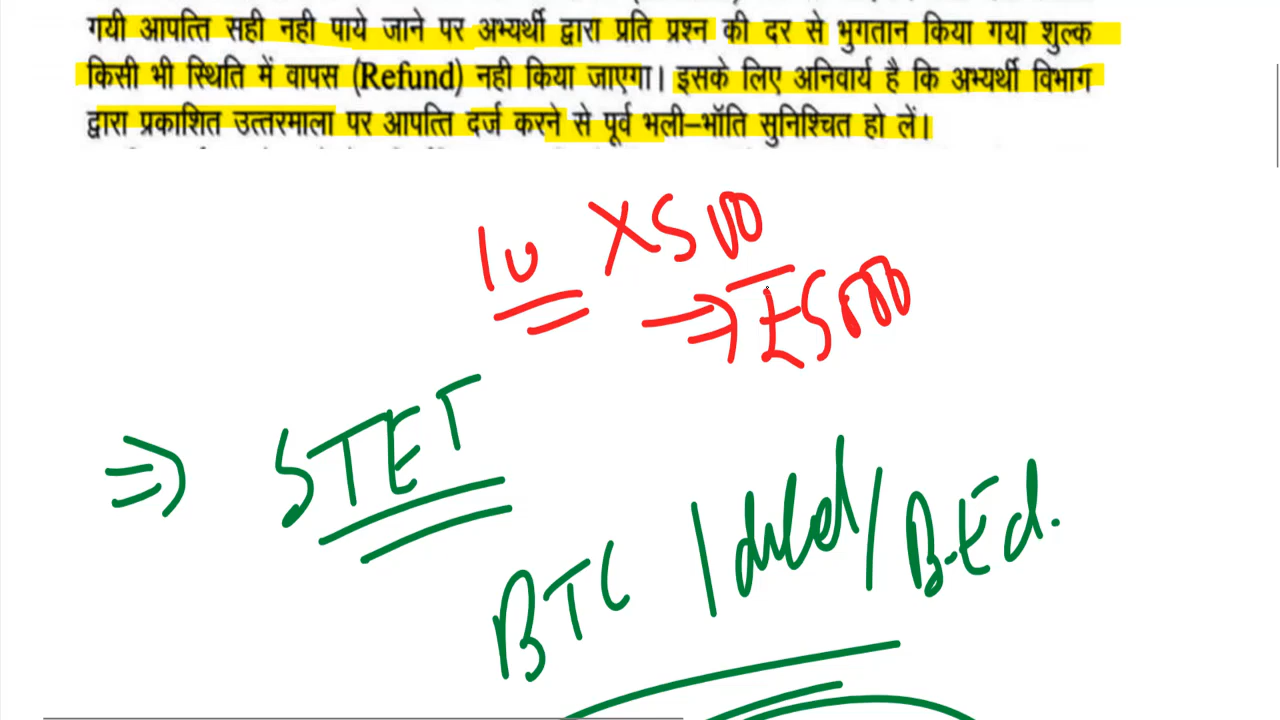 गयी आपत्ति सही नही पाये जाने पर अभ्यर्थी द्वारा प्रति प्रश्न की दर से भुगतान किया गया शुल्क
किसी भी स्थिति में वापस (Refund) नही किया जाएगा। इसके लिए अनिवार्य है कि अभ्यर्थी विभाग
द्वारा प्रकाशित उत्तरमाला पर आपत्ति दर्ज करने से पूर्व भली–भॉति सुनिश्चित हो लें।
10 X 500
⇒ 5000
⇒ STET
BTC / deled / B.Ed.